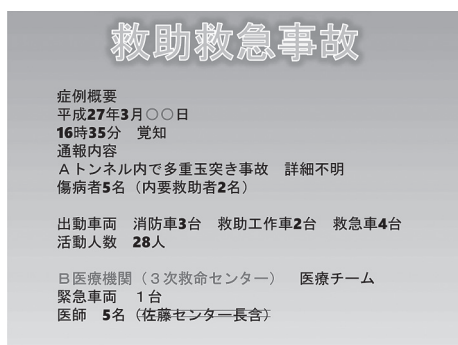 救助救急事故
症例概要
平成27年3月○○日
16時35分　覚知
通報内容
Aトンネル内で多重玉突き事故　詳細不明
傷病者5名（内要救助者2名）
出動車両　消防車3台　救助工作車2台　救急車4台
活動人数　28人
B医療機関（３次救命センター）　医療チーム
緊急車両　１台
医師　5名（佐藤センター長含）